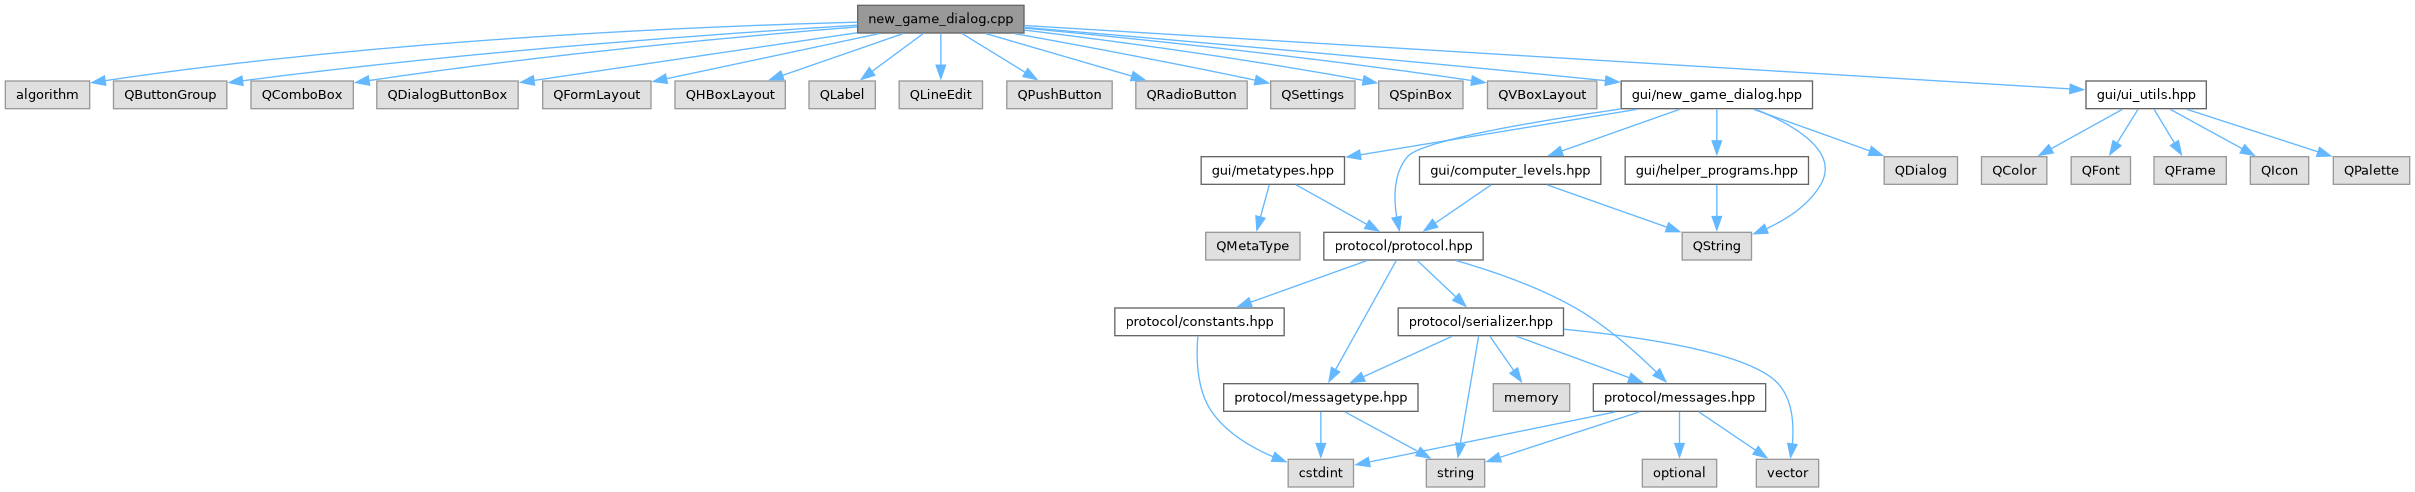 new_game_dialog.cpp
algorithm
QButtonGroup
QComboBox
QDialogButtonBox
QFormLayout
QHBoxLayout
QLabel
QLineEdit
QPushButton
QRadioButton
QSettings
QSpinBox
QVBoxLayout
gui/new_game_dialog.hpp
gui/ui_utils.hpp
gui/metatypes.hpp
gui/computer_levels.hpp
gui/helper_programs.hpp
QDialog
QColor
QFont
QFrame
QIcon
QPalette
QMetaType
protocol/protocol.hpp
QString
protocol/constants.hpp
protocol/serializer.hpp
protocol/messagetype.hpp
memory
protocol/messages.hpp
cstdint
string
optional
vector